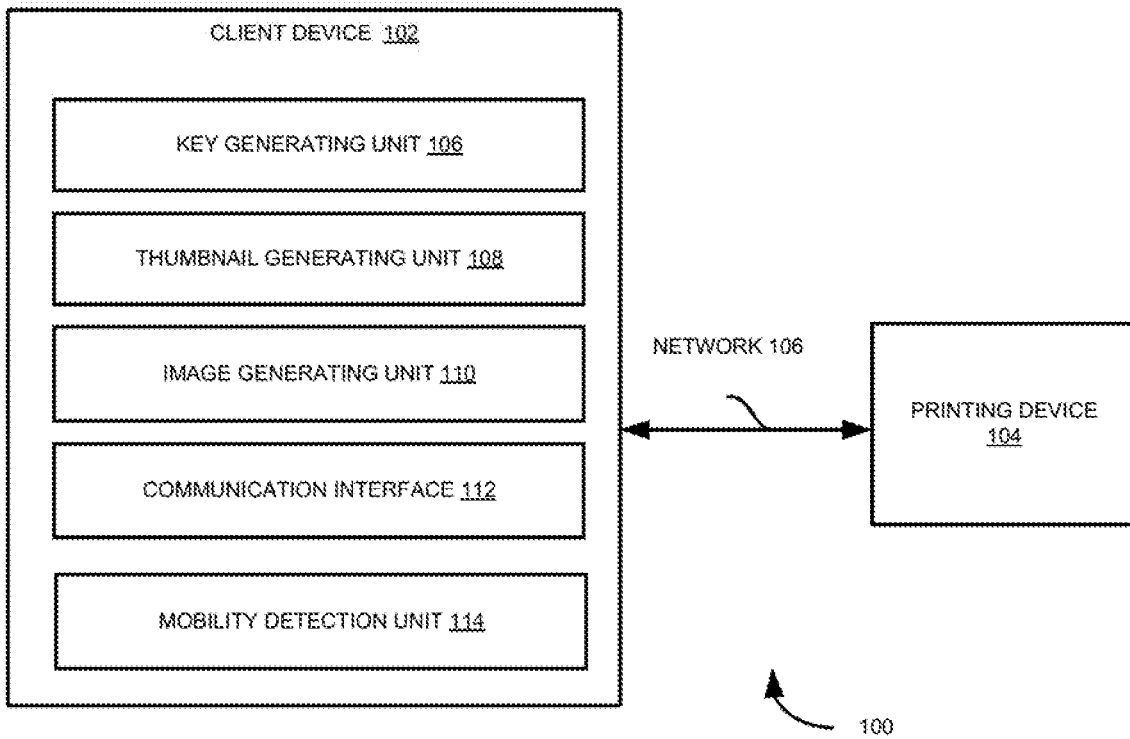 CLIENT DEVICE 102
KEY GENERATING UNIT 106
THUMBNAIL GENERATING UNIT 108
IMAGE GENERATING UNIT 110
COMMUNICATION INTERFACE 112
MOBILITY DETECTION UNIT 114
NETWORK 106
PRINTING DEVICE
104
100